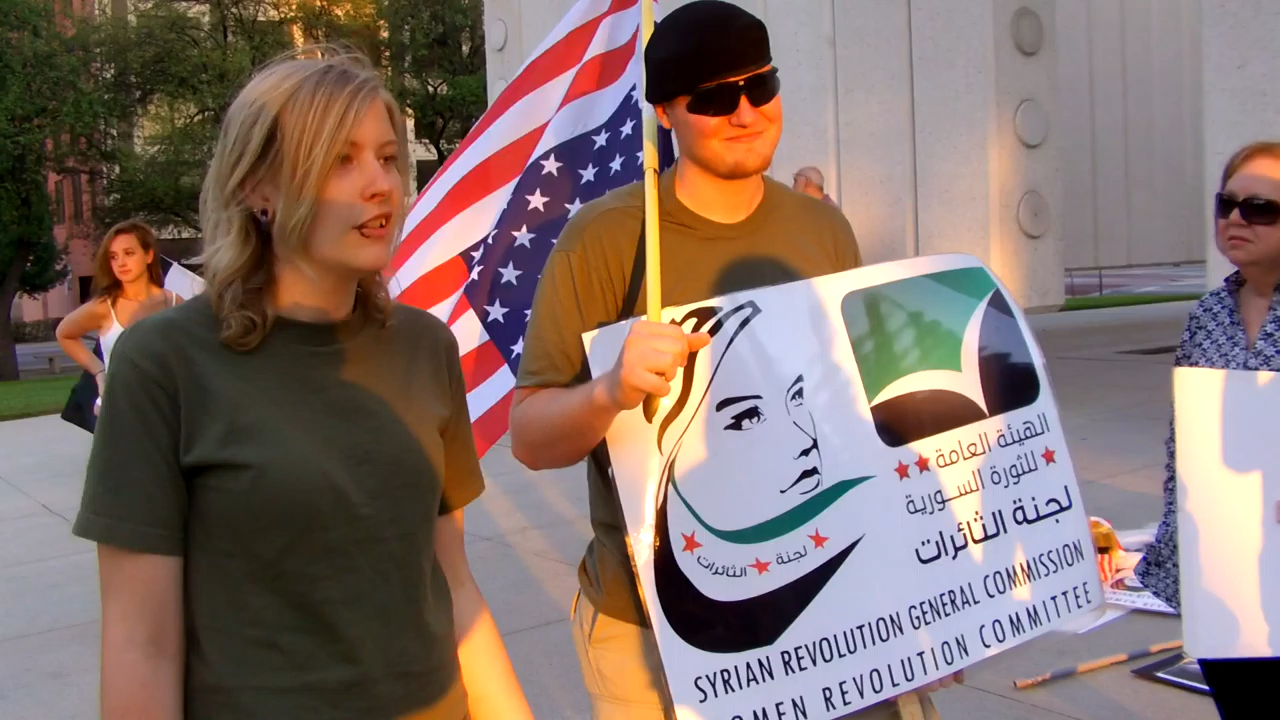 الهيئة العامة
للثورة السورية
لجنة الثائرات
لجنة الثائرات
SYRIAN REVOLUTION GENERAL COMMISSION
REVOLUTION COMMITTEE